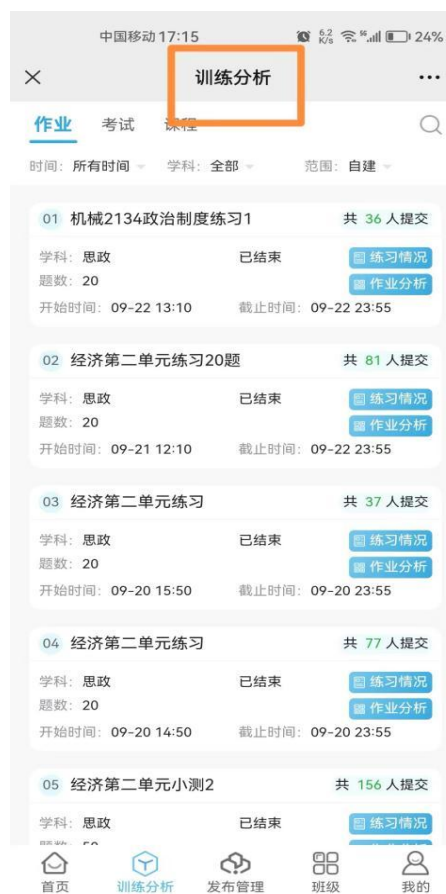 中国移动 17:15 6.2 K/s 24%
训练分析
作业 考试 课程
时间：所有时间 学科：全部 范围：自建
01 机械2134政治制度练习1 共 36 人提交
学科：思政 已结束 练习情况
题数：20 作业分析
开始时间：09-22 13:10 截止时间：09-22 23:55
02 经济第二单元练习20题 共 81 人提交
学科：思政 已结束 练习情况
题数：20 作业分析
开始时间：09-21 12:10 截止时间：09-22 23:55
03 经济第二单元练习 共 37 人提交
学科：思政 已结束 练习情况
题数：20 作业分析
开始时间：09-20 15:50 截止时间：09-20 23:55
04 经济第二单元练习 共 77 人提交
学科：思政 已结束 练习情况
题数：20 作业分析
开始时间：09-20 14:50 截止时间：09-20 23:55
05 经济第二单元小测2 共 156 人提交
学科：思政 已结束 练习情况
首页 训练分析 发布管理 班级 我的